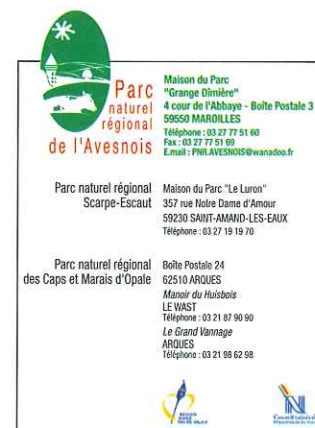 Parc
naturel
régional
de l'Avesnois
Maison du Parc
"Grange Dîmière"
4 cour de l'Abbaye - Boîte Postale 3
59550 MAROILLES
Téléphone : 03 27 77 51 60
Fax : 03 27 77 51 69
E.mail : PNR.AVESNOIS@wanadoo.fr
Parc naturel régional
Scarpe-Escaut
Maison du Parc "Le Luron"
357 rue Notre Dame d'Amour
59230 SAINT-AMAND-LES-EAUX
Téléphone : 03 27 19 19 70
Parc naturel régional
des Caps et Marais d'Opale
Boîte Postale 24
62510 ARQUES
Manoir du Huisbois
LE WAST
Téléphone : 03 21 87 90 90
Le Grand Vannage
ARQUES
Téléphone : 03 21 98 62 98